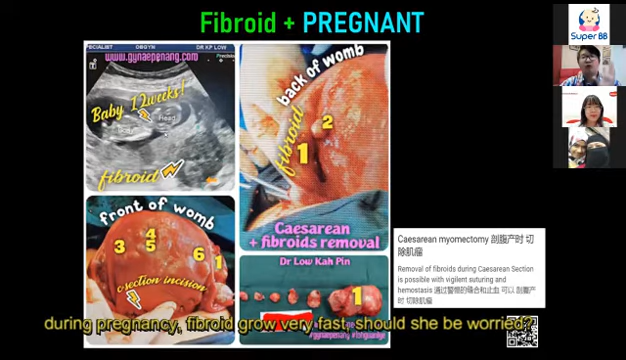 Fibroid + PREGNANT
SPECIALIST OBGYN DR KP LOW
www.gynaepenang.com
Baby 12weeks!
Head
fibroid
back of womb
fibroid
1
2
Caesarean
+ fibroids removal
front of womb
3
4
5
6
1
c-section incision
Dr Low Kah Pin
1
Caesarean myomectomy 剖腹产时 切
除肌瘤
Removal of fibroids during Caesarean Section
is possible with vigilent suturing and
hemostasis 通过警惕的缝合和止血 可以 剖腹产
时 切除肌瘤
Super BB
during pregnancy, fibroid grow very fast, should she be worried?